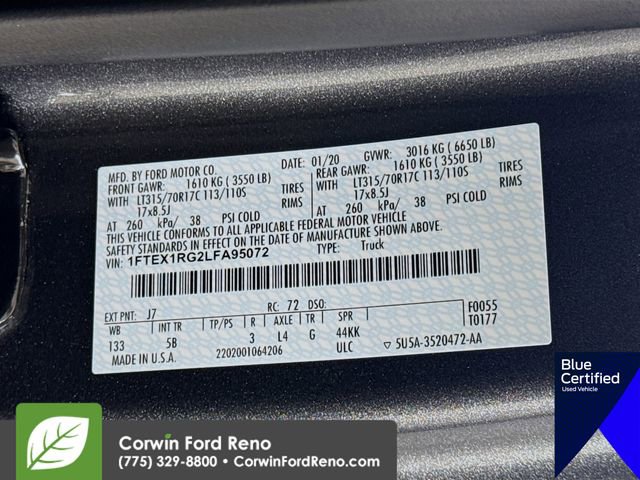 MFD. BY FORD MOTOR CO.
DATE: 01/20 GVWR: 3016 KG ( 6650 LB)
FRONT GAWR: 1610 KG ( 3550 LB)
REAR GAWR: 1610 KG ( 3550 LB)
WITH LT315/70R17C 113/110S TIRES
WITH LT315/70R17C 113/110S TIRES
17x8.5J RIMS
17x8.5J RIMS
AT 260 kPa/ 38 PSI COLD
AT 260 kPa/ 38 PSI COLD
THIS VEHICLE CONFORMS TO ALL APPLICABLE FEDERAL MOTOR VEHICLE
SAFETY STANDARDS IN EFFECT ON THE DATE OF MANUFACTURE SHOWN ABOVE.
VIN: 1FTEX1RG2LFA95072 TYPE: Truck
EXT PNT: J7 RC: 72 DSO: F0055
WB INT TR TP/PS R AXLE TR SPR T0177
133 5B 3 L4 G 44KK
MADE IN U.S.A. 2202001064206 ULC ▽ 5U5A-3520472-AA
Blue
Certified
Used Vehicle
Corwin Ford Reno
(775) 329-8800 • CorwinFordReno.com